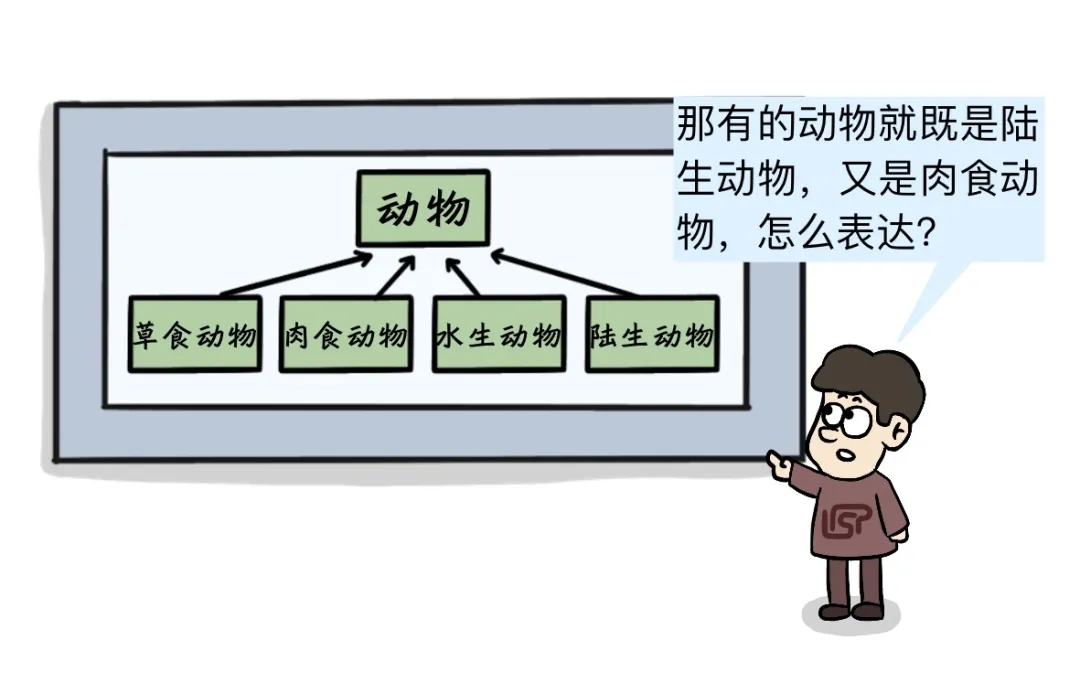 那有的动物就既是陆
生动物，又是肉食动
物，怎么表达？
动物
草食动物 肉食动物 水生动物 陆生动物
LISP